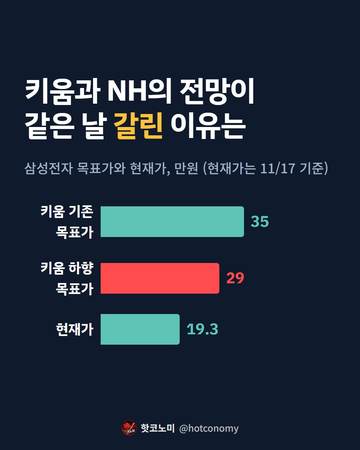 키움과 NH의 전망이
같은 날 갈린 이유는
삼성전자 목표가와 현재가, 만원 (현재가는 11/17 기준)
키움 기존
목표가
35
키움 하향
목표가
29
현재가
19.3
핫코노미 @hotconomy